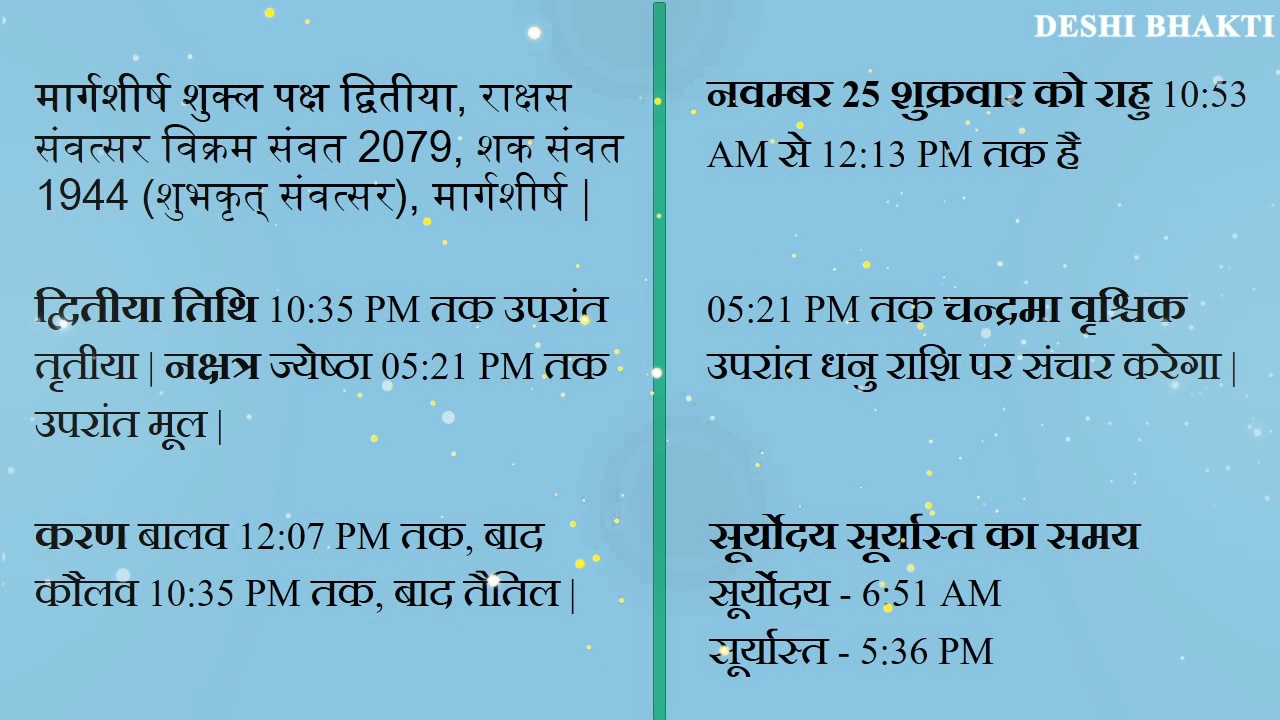 DESHI BHAKTI
मार्गशीर्ष शुक्ल पक्ष द्वितीया, राक्षस
संवत्सर विक्रम संवत 2079, शक संवत
1944 (शुभकृत् संवत्सर), मार्गशीर्ष |
द्वितीया तिथि 10:35 PM तक उपरांत
तृतीया | नक्षत्र ज्येष्ठा 05:21 PM तक
उपरांत मूल |
करण बालव 12:07 PM तक, बाद
कौलव 10:35 PM तक, बाद तैतिल |
नवम्बर 25 शुक्रवार को राहु 10:53
AM से 12:13 PM तक है
05:21 PM तक चन्द्रमा वृश्चिक
उपरांत धनु राशि पर संचार करेगा |
सूर्योदय सूर्यास्त का समय
सूर्योदय - 6:51 AM
सूर्यास्त - 5:36 PM